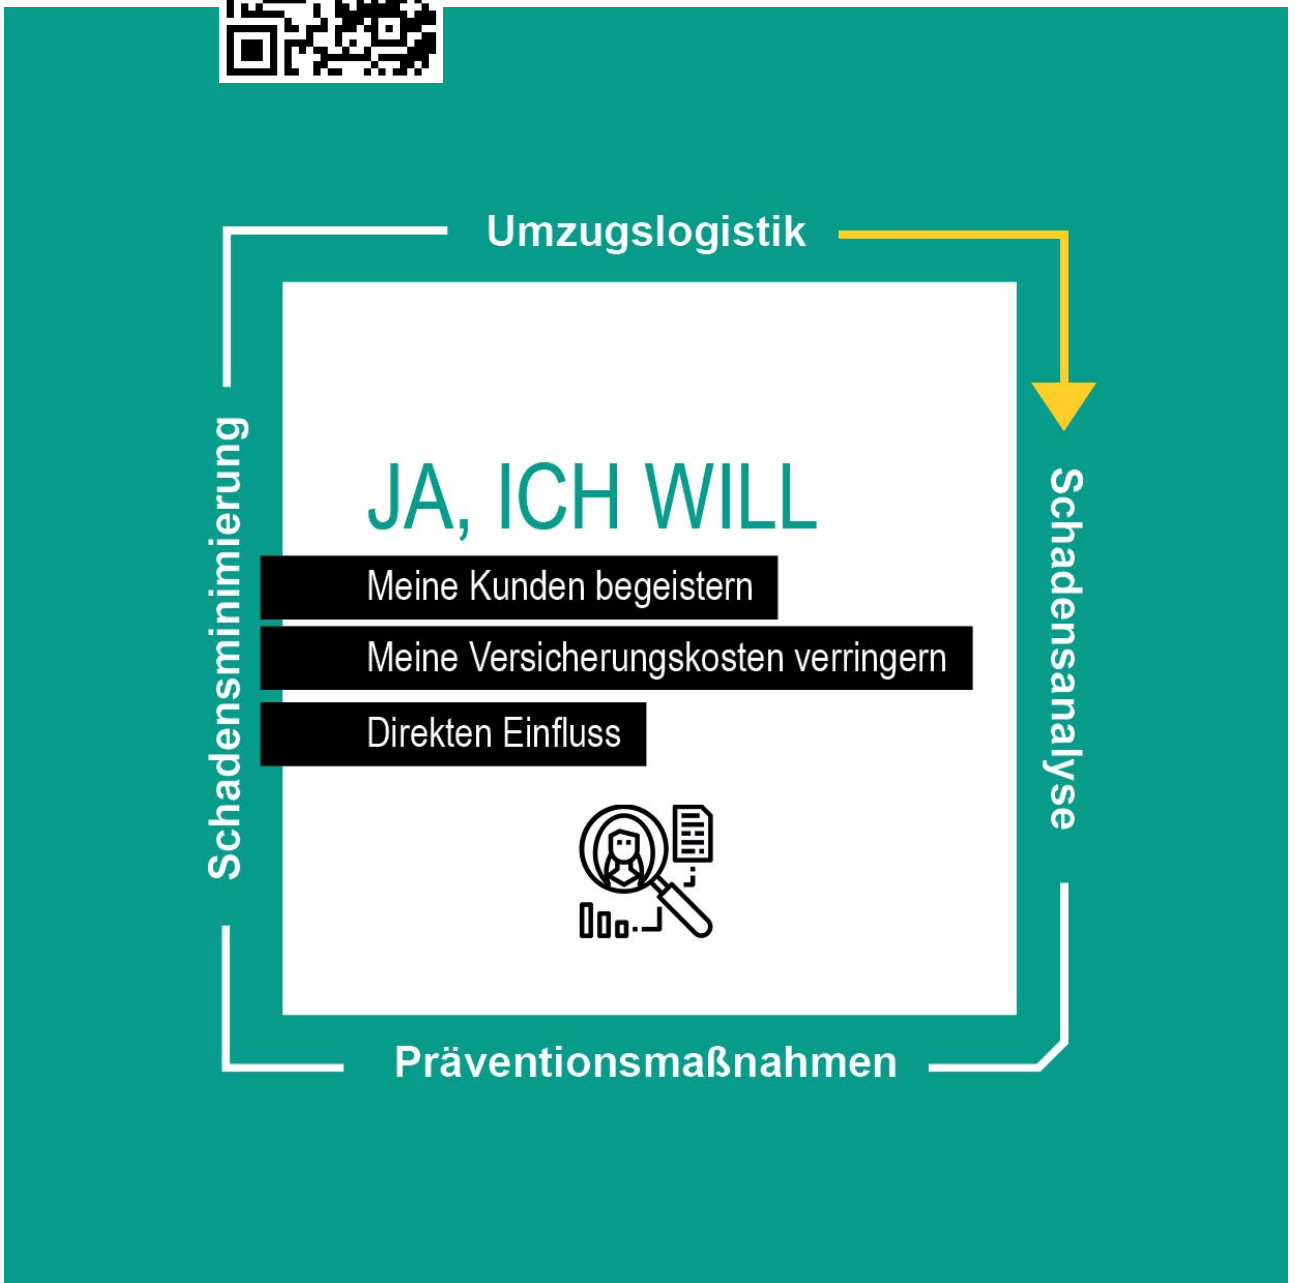 Umzugslogistik
Schadensminimierung
JA, ICH WILL
Meine Kunden begeistern
Meine Versicherungskosten verringern
Direkten Einfluss
Schadensanalyse
Präventionsmaßnahmen